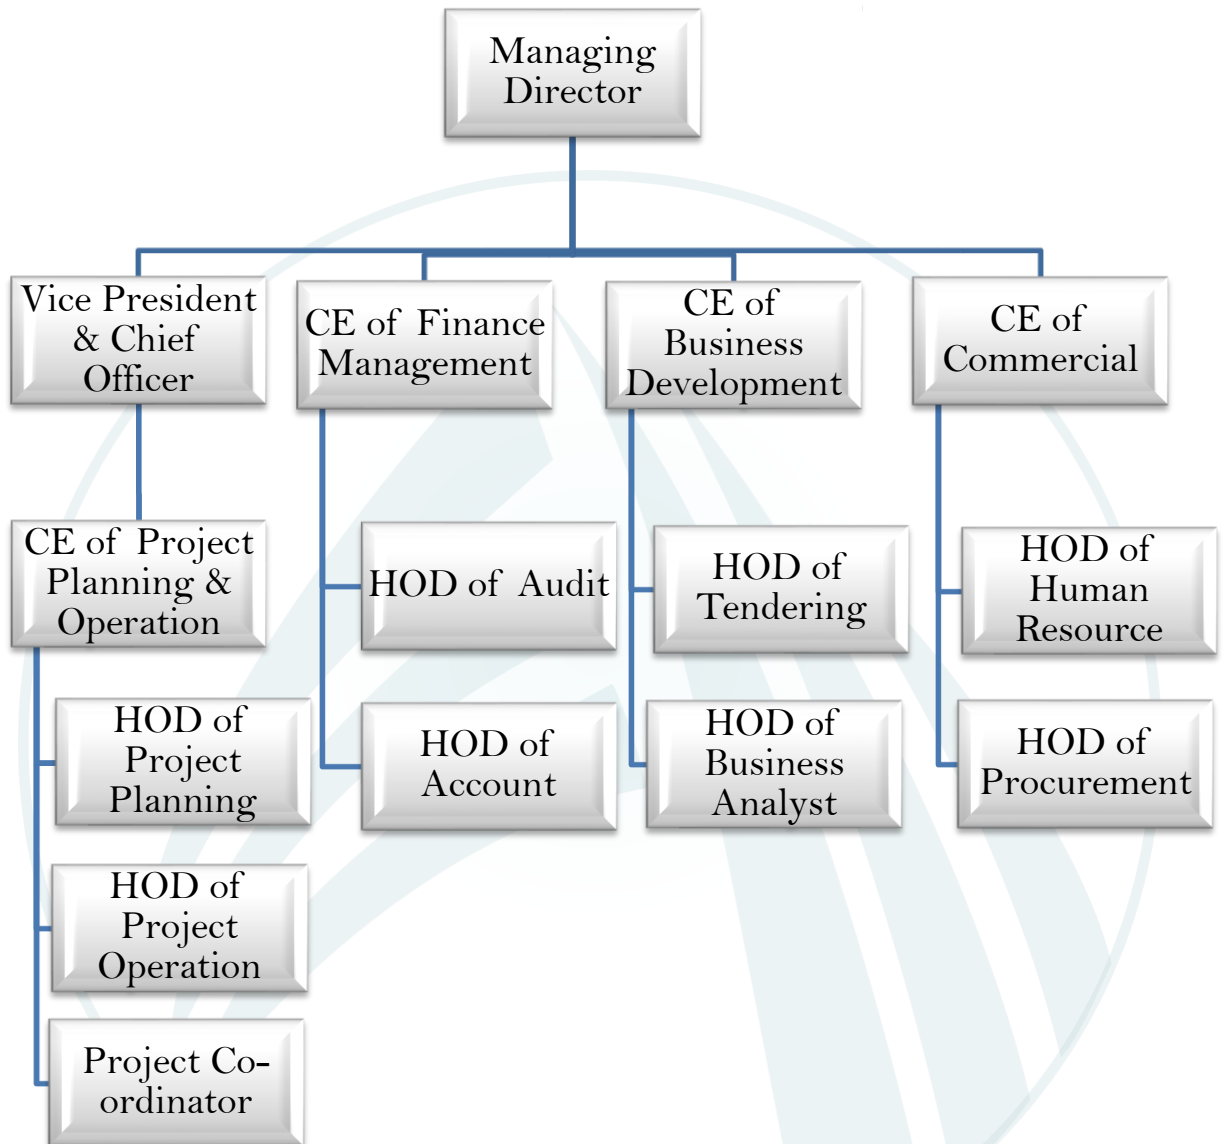 Managing
Director
Vice President
& Chief
Officer
CE of Finance
Management
CE of
Business
Development
CE of
Commercial
CE of Project
Planning &
Operation
HOD of Audit
HOD of
Tendering
HOD of
Human
Resource
HOD of
Project
Planning
HOD of
Account
HOD of
Business
Analyst
HOD of
Procurement
HOD of
Project
Operation
Project Co-
ordinator